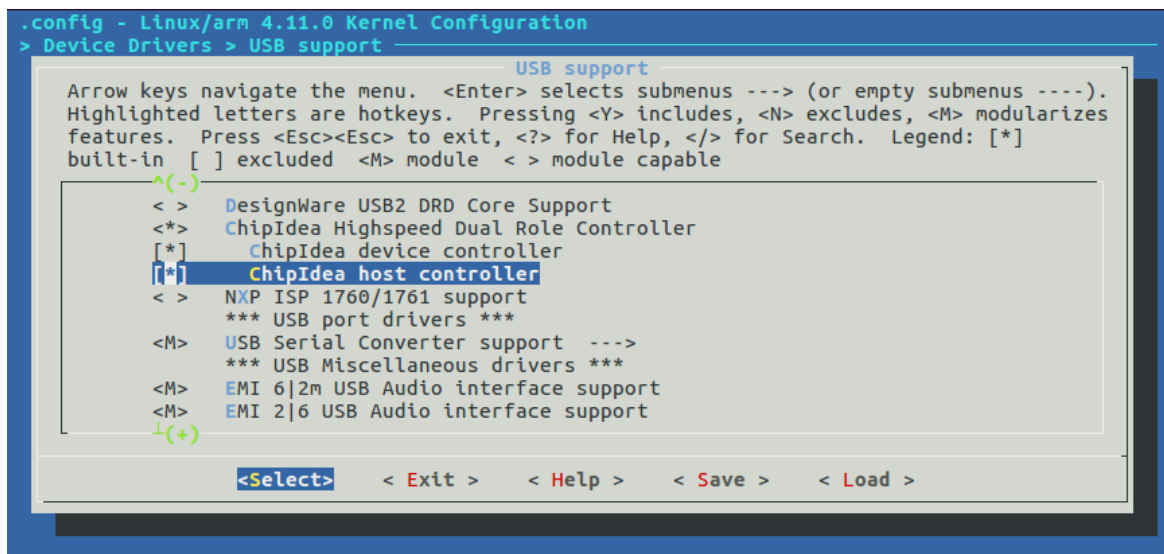 .config - Linux/arm 4.11.0 Kernel Configuration
> Device Drivers > USB support
USB support
Arrow keys navigate the menu.  <Enter> selects submenus ---> (or empty submenus ----).
Highlighted letters are hotkeys.  Pressing <Y> includes, <N> excludes, <M> modularizes
features.  Press <Esc><Esc> to exit, <?> for Help, </> for Search.  Legend: [*]
built-in  [ ] excluded  <M> module  < > module capable
^(-)
< >   DesignWare USB2 DRD Core Support
<*>   ChipIdea Highspeed Dual Role Controller
[*]     ChipIdea device controller
[*]     ChipIdea host controller
< >   NXP ISP 1760/1761 support
*** USB port drivers ***
<M>   USB Serial Converter support  --->
*** USB Miscellaneous drivers ***
<M>   EMI 6|2m USB Audio interface support
<M>   EMI 2|6 USB Audio interface support
┴(+)
<Select>    < Exit >    < Help >    < Save >    < Load >